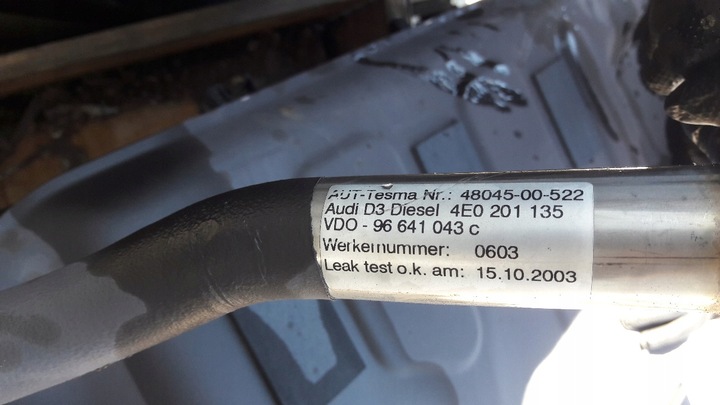 AUT-Tesma Nr.: 48045-00-522
Audi D3 Diesel 4E0 201 135
VDO - 96 641 043 c
Werkernummer: 0603
Leak test o.k. am: 15.10.2003